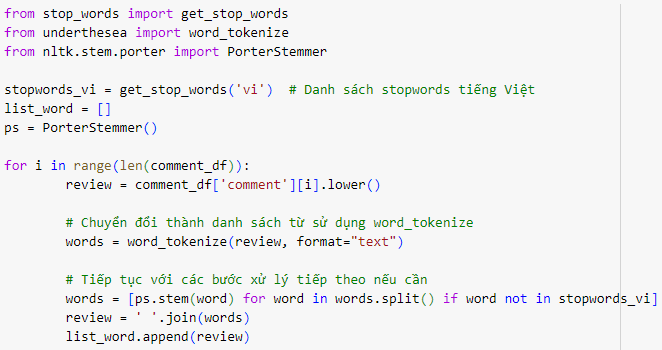 from stop_words import get_stop_words
from underthesea import word_tokenize
from nltk.stem.porter import PorterStemmer

stopwords_vi = get_stop_words('vi')  # Danh sách stopwords tiếng Việt
list_word = []
ps = PorterStemmer()

for i in range(len(comment_df)):
        review = comment_df['comment'][i].lower()

        # Chuyển đổi thành danh sách từ sử dụng word_tokenize
        words = word_tokenize(review, format="text")

        # Tiếp tục với các bước xử lý tiếp theo nếu cần
        words = [ps.stem(word) for word in words.split() if word not in stopwords_vi]
        review = ' '.join(words)
        list_word.append(review)